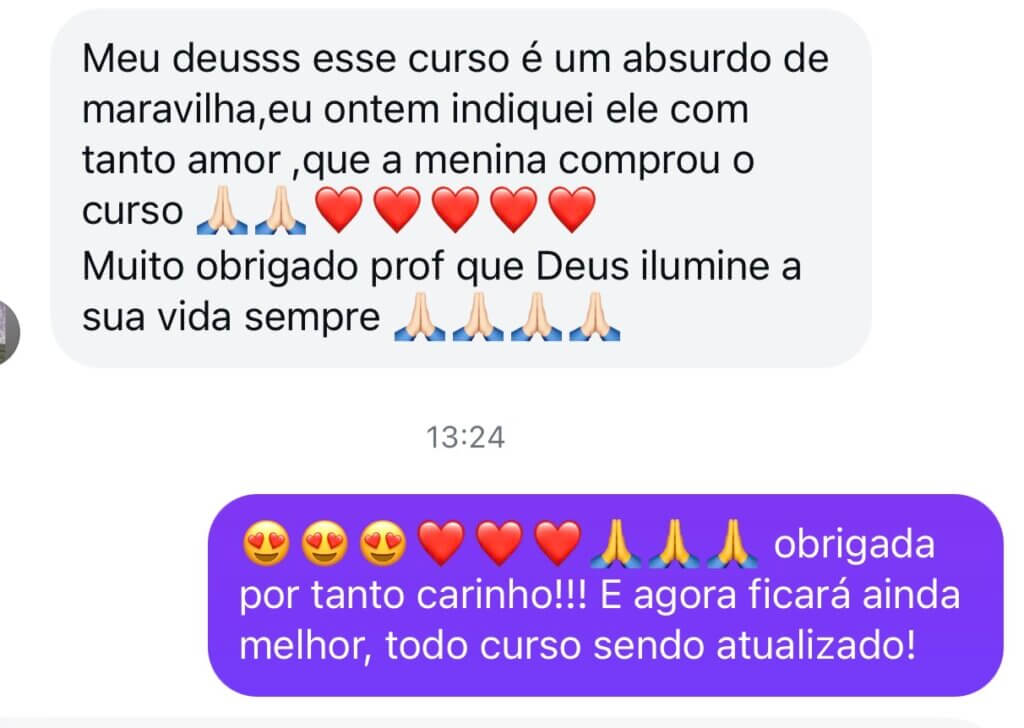 Meu deusss esse curso é um absurdo de
maravilha,eu ontem indiquei ele com
tanto amor ,que a menina comprou o
curso 🙏🏻🙏🏻❤️❤️❤️❤️❤️
Muito obrigado prof que Deus ilumine a
sua vida sempre 🙏🏻🙏🏻🙏🏻🙏🏻
13:24
😍😍😍❤️❤️❤️🙏🙏🙏 obrigada
por tanto carinho!!! E agora ficará ainda
melhor, todo curso sendo atualizado!